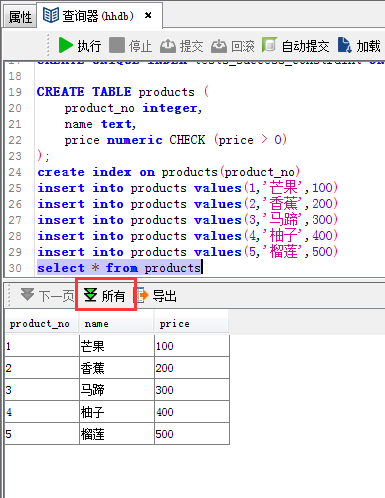 属性 查询器(hhdb) ×
执行 停止 提交 回滚 自动提交 加载
17 CREATE UNIQUE INDEX tests_success_constraint ON
18
19 CREATE TABLE products (
20 product_no integer,
21 name text,
22 price numeric CHECK (price > 0)
23 );
24 create index on products(product_no)
25 insert into products values(1,'芒果',100)
26 insert into products values(2,'香蕉',200)
27 insert into products values(3,'马蹄',300)
28 insert into products values(4,'柚子',400)
29 insert into products values(5,'榴莲',500)
30 select * from products
下一页 所有 导出
product_no name price
1 芒果 100
2 香蕉 200
3 马蹄 300
4 柚子 400
5 榴莲 500